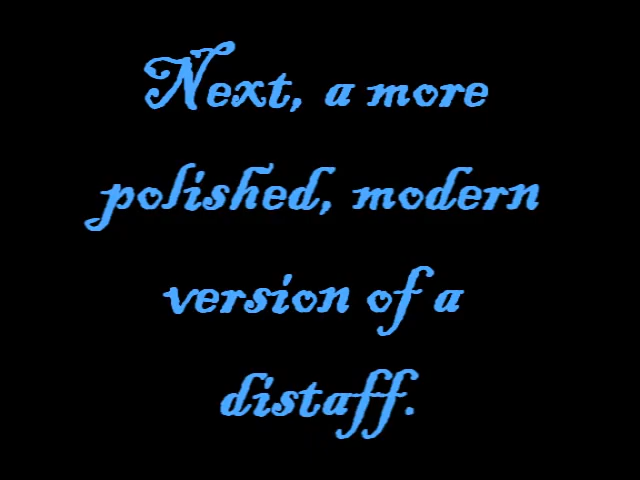 Next, a more
polished, modern
version of a
distaff.